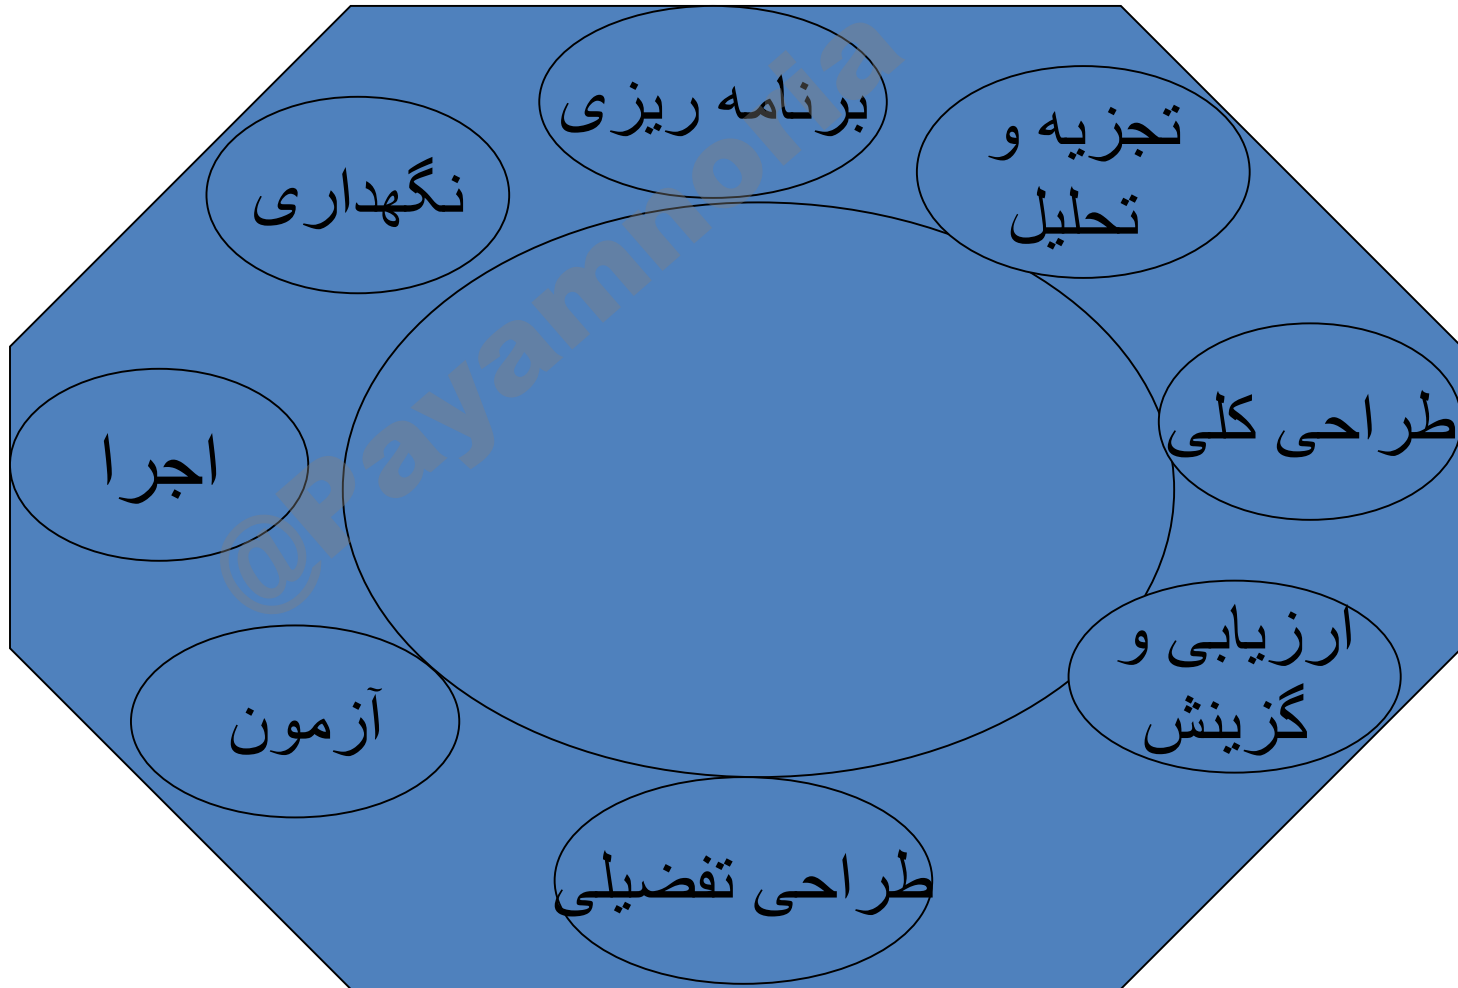 برنامه ریزی
تجزیه و
تحلیل
طراحی کلی
ارزیابی و
گزینش
طراحی تفضیلی
آزمون
اجرا
نگهداری
@Payamnoria